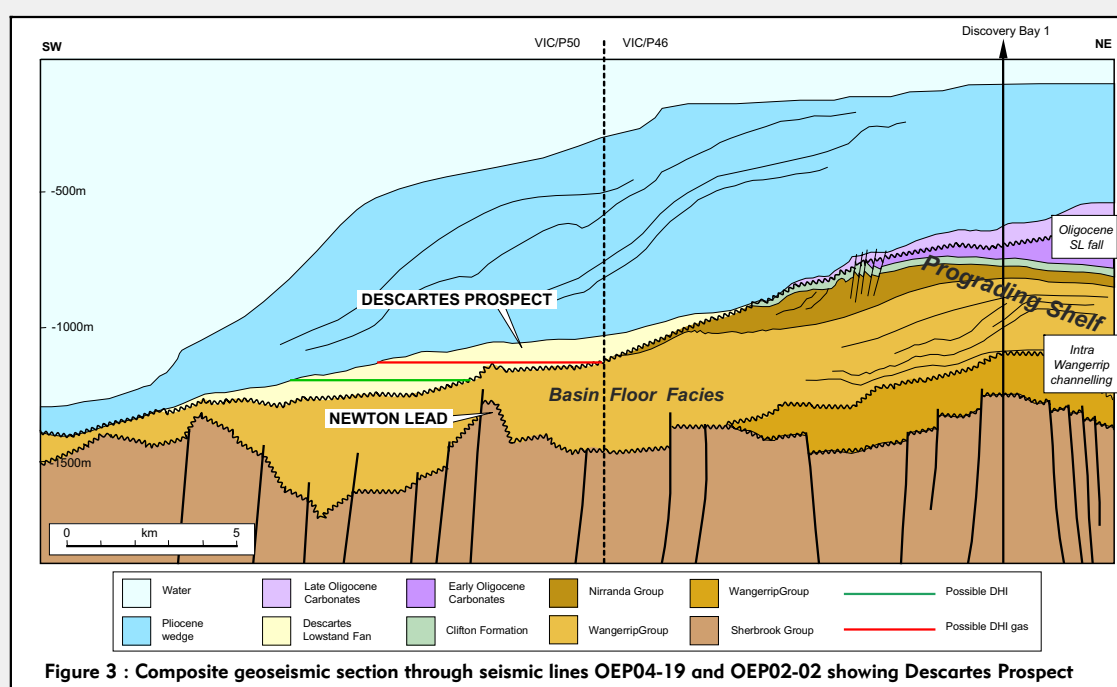 SW
VIC/P50
VIC/P46
Discovery Bay 1
NE
-500m
-1000m
-1500m
DESCARTES PROSPECT
NEWTON LEAD
Basin Floor Facies
Prograding Shelf
Oligocene
SL fall
Intra
Wangerrip
channelling
0 km 5
Water
Late Oligocene
Carbonates
Early Oligocene
Carbonates
Nirranda Group
WangerripGroup
Possible DHI
Pliocene
wedge
Descartes
Lowstand Fan
Clifton Formation
WangerripGroup
Sherbrook Group
Possible DHI gas
Figure 3 : Composite geoseismic section through seismic lines OEP04-19 and OEP02-02 showing Descartes Prospect